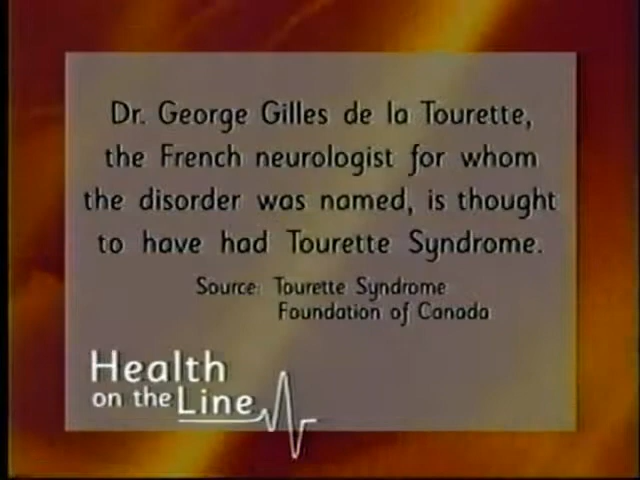 Dr. George Gilles de la Tourette,
the French neurologist for whom
the disorder was named, is thought
to have had Tourette Syndrome.
Source: Tourette Syndrome
Foundation of Canada
Health
on the Line